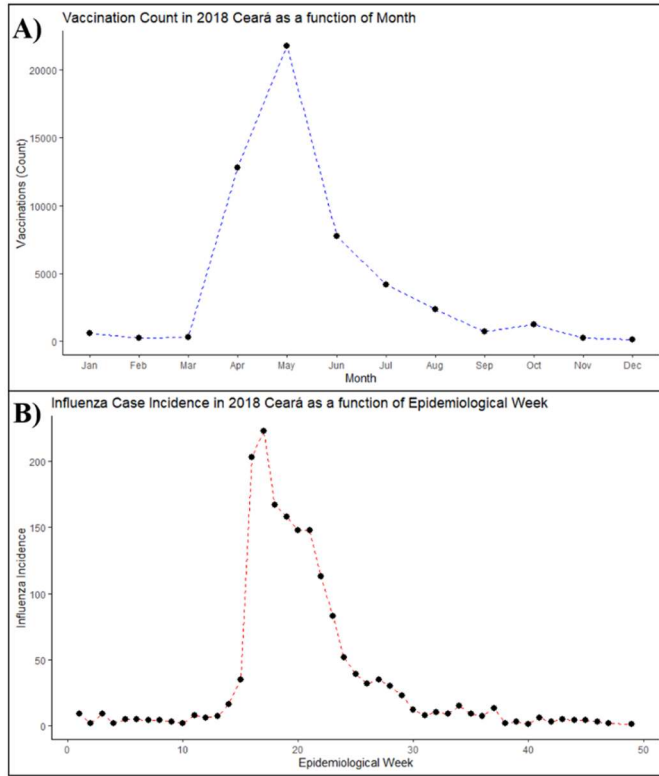 A)
Vaccination Count in 2018 Ceará as a function of Month
Vaccinations (Count)
20000
15000
10000
5000
0
Jan Feb Mar Apr May Jun Jul Aug Sep Oct Nov Dec
Month
B)
Influenza Case Incidence in 2018 Ceará as a function of Epidemiological Week
Influenza Incidence
200
150
100
50
0
0 10 20 30 40 50
Epidemiological Week